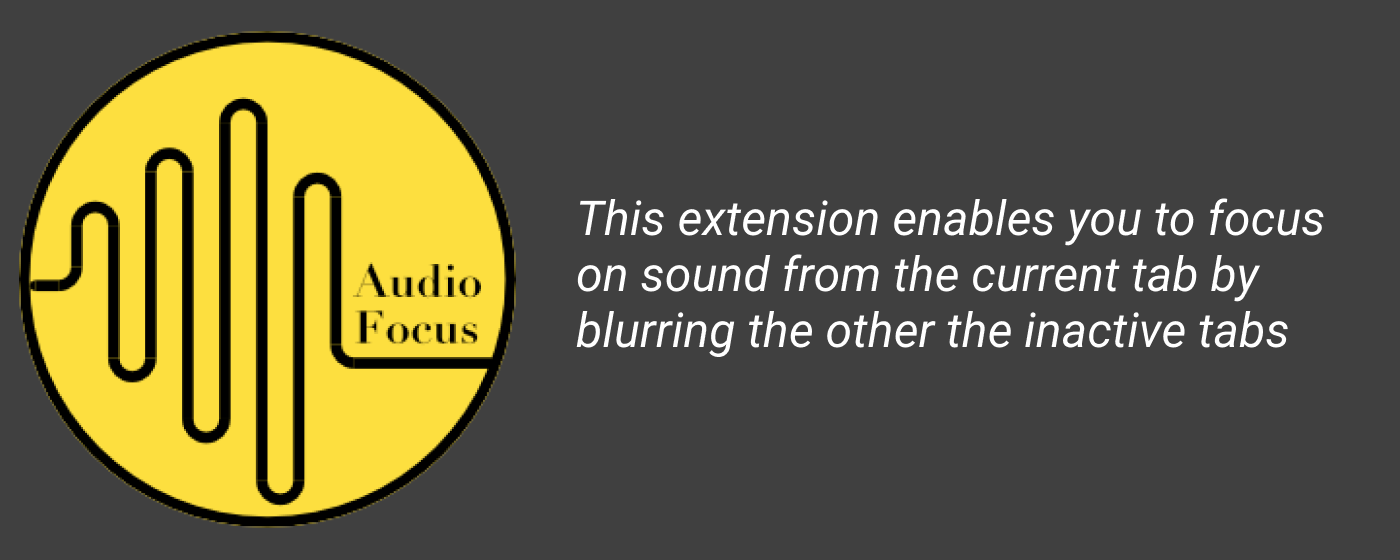 Audio
Focus
This extension enables you to focus
on sound from the current tab by
blurring the other the inactive tabs